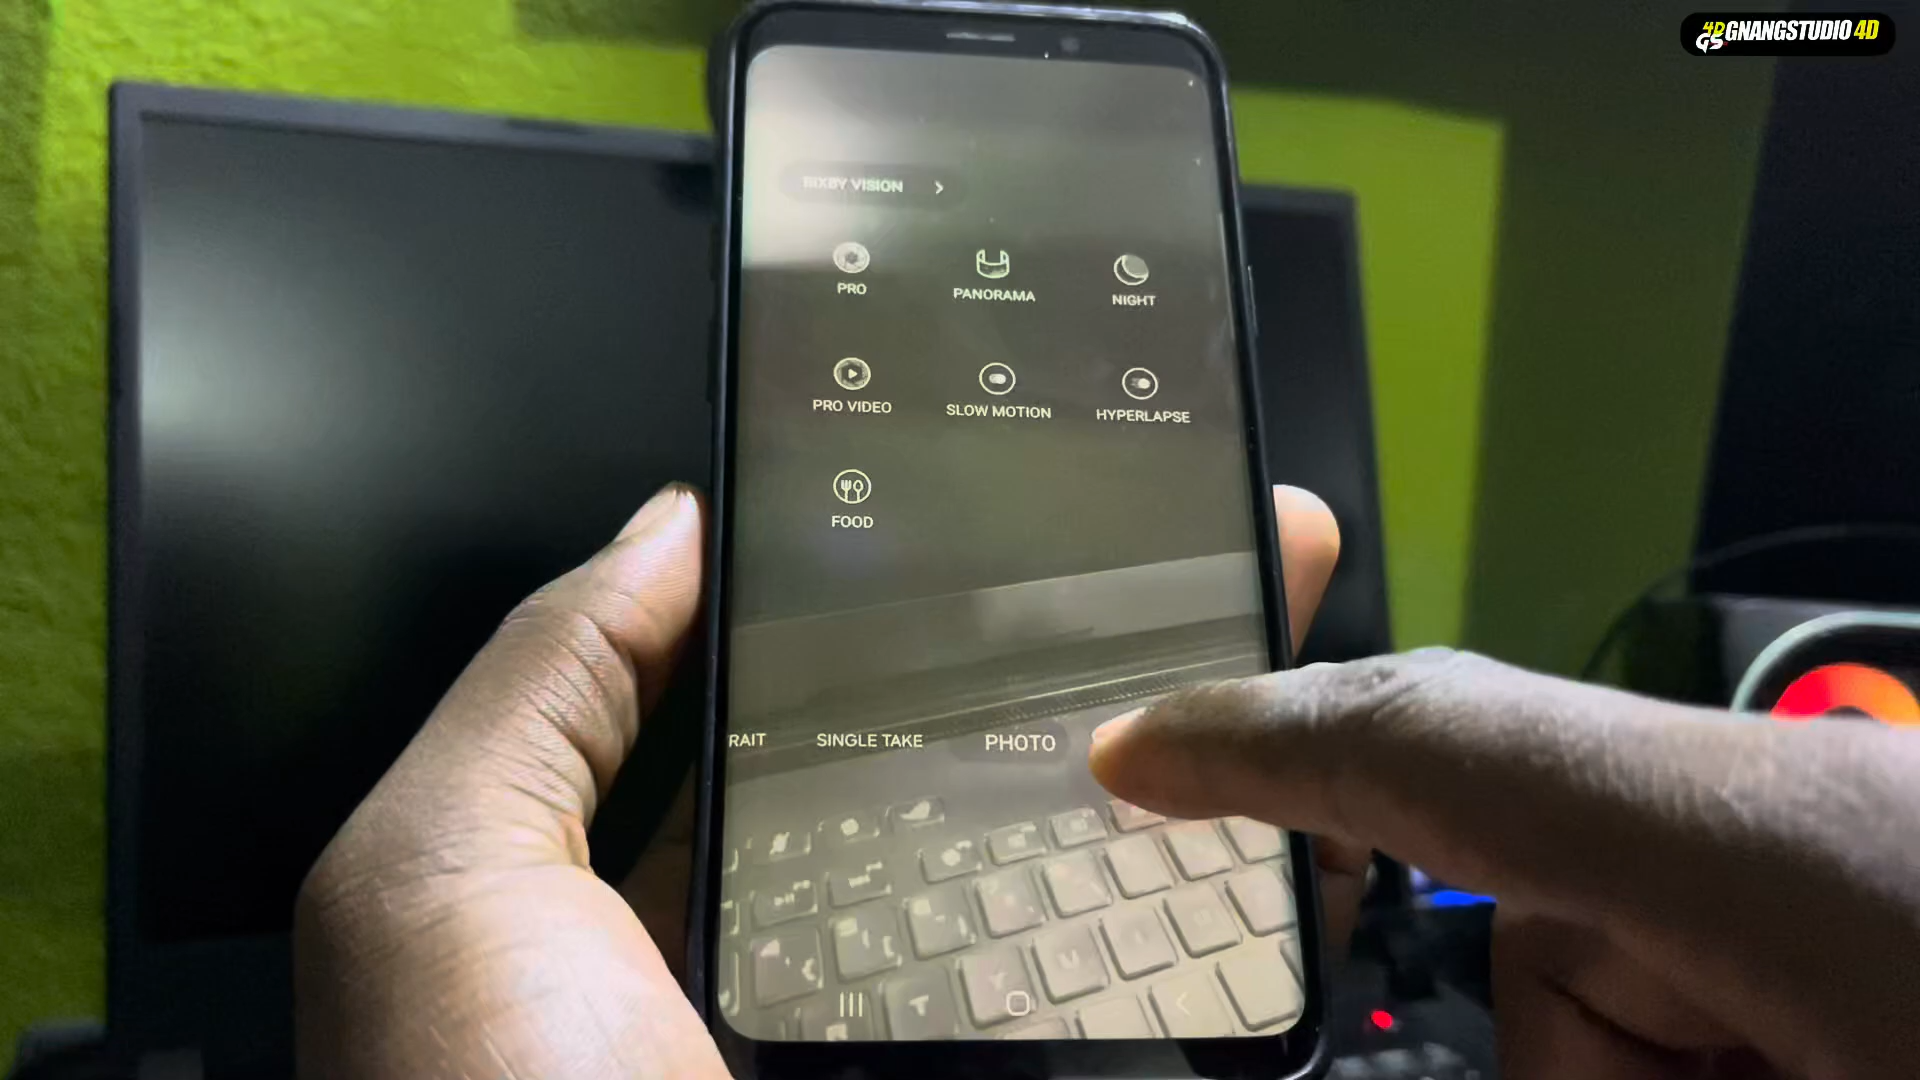 GNANGSTUDIO 4D
BIXBY VISION
PRO
PANORAMA
NIGHT
PRO VIDEO
SLOW MOTION
HYPERLAPSE
FOOD
RAIT
SINGLE TAKE
PHOTO